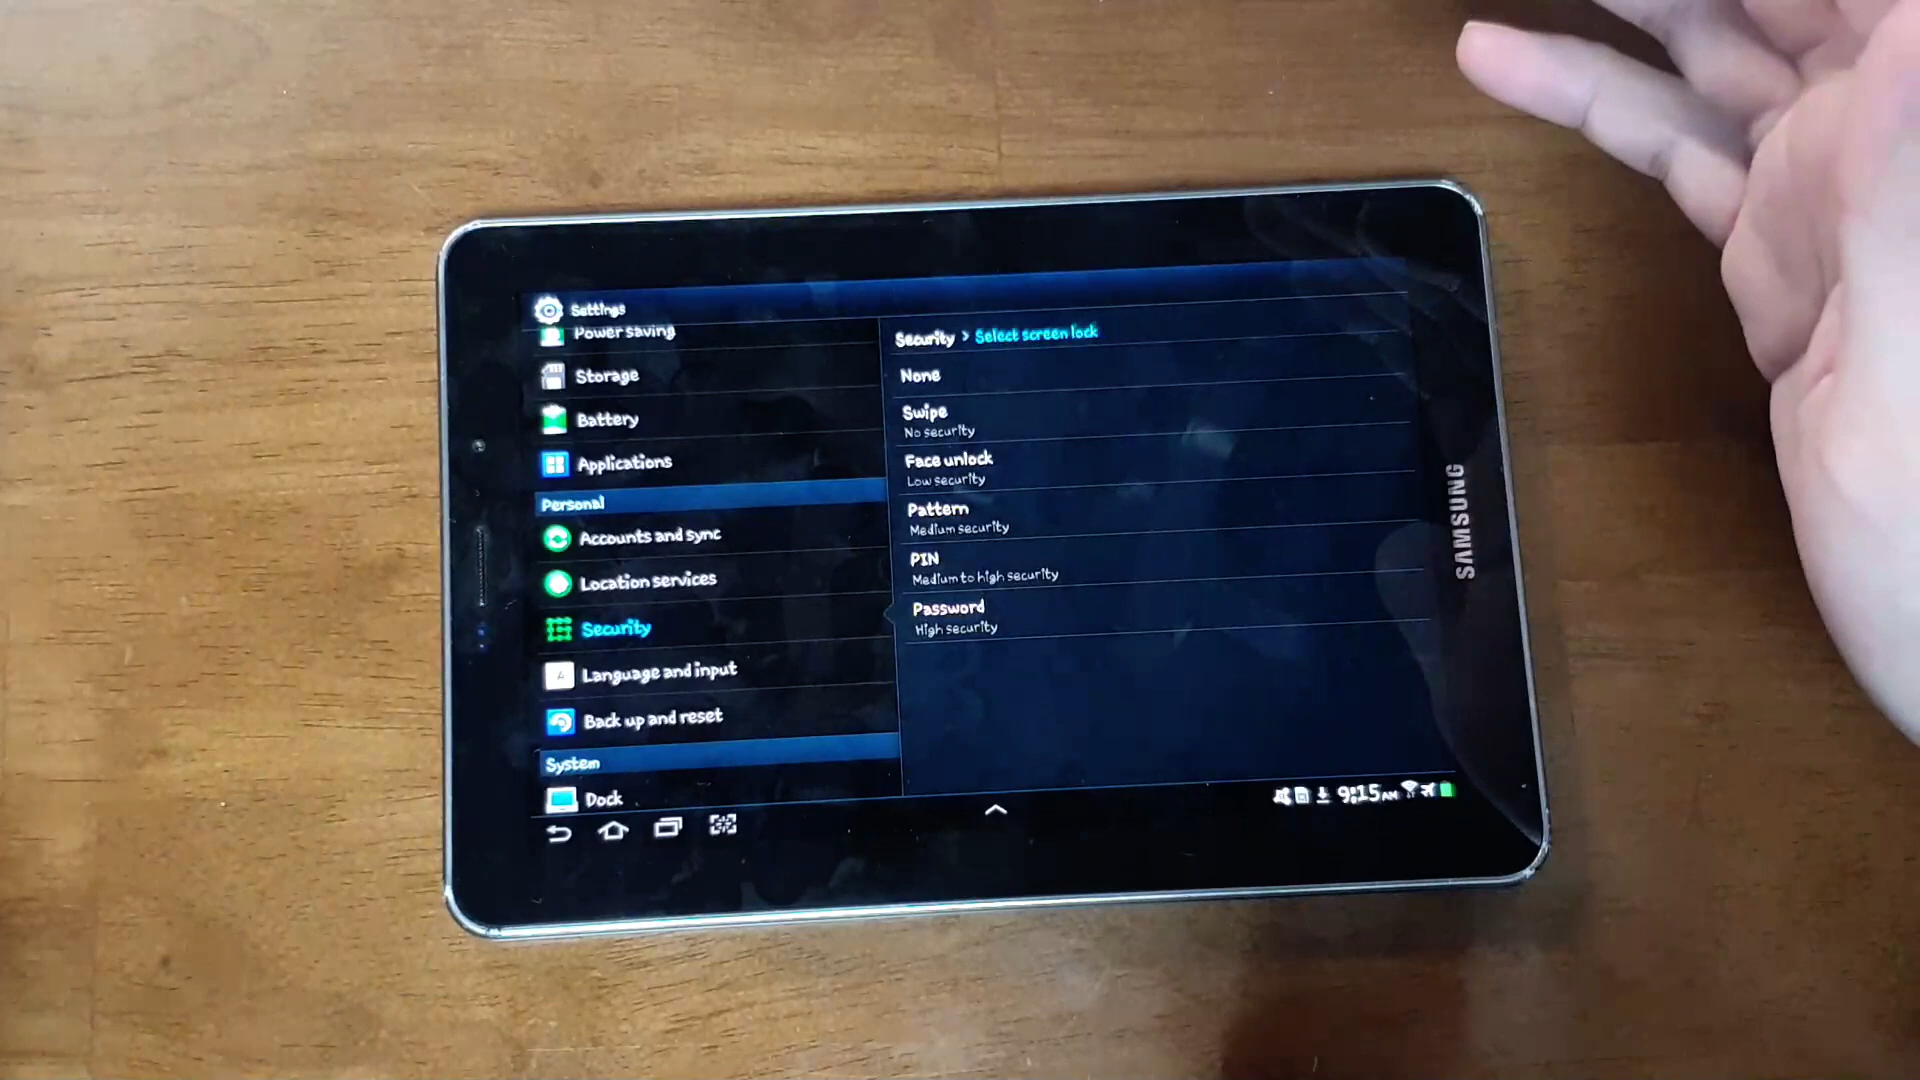 Settings
Power saving
Storage
Battery
Applications
Personal
Accounts and sync
Location services
Security
Language and input
Back up and reset
System
Dock
Security > Select screen lock
None
Swipe
No security
Face unlock
Low security
Pattern
Medium security
PIN
Medium to high security
Password
High security
9:15AM
SAMSUNG